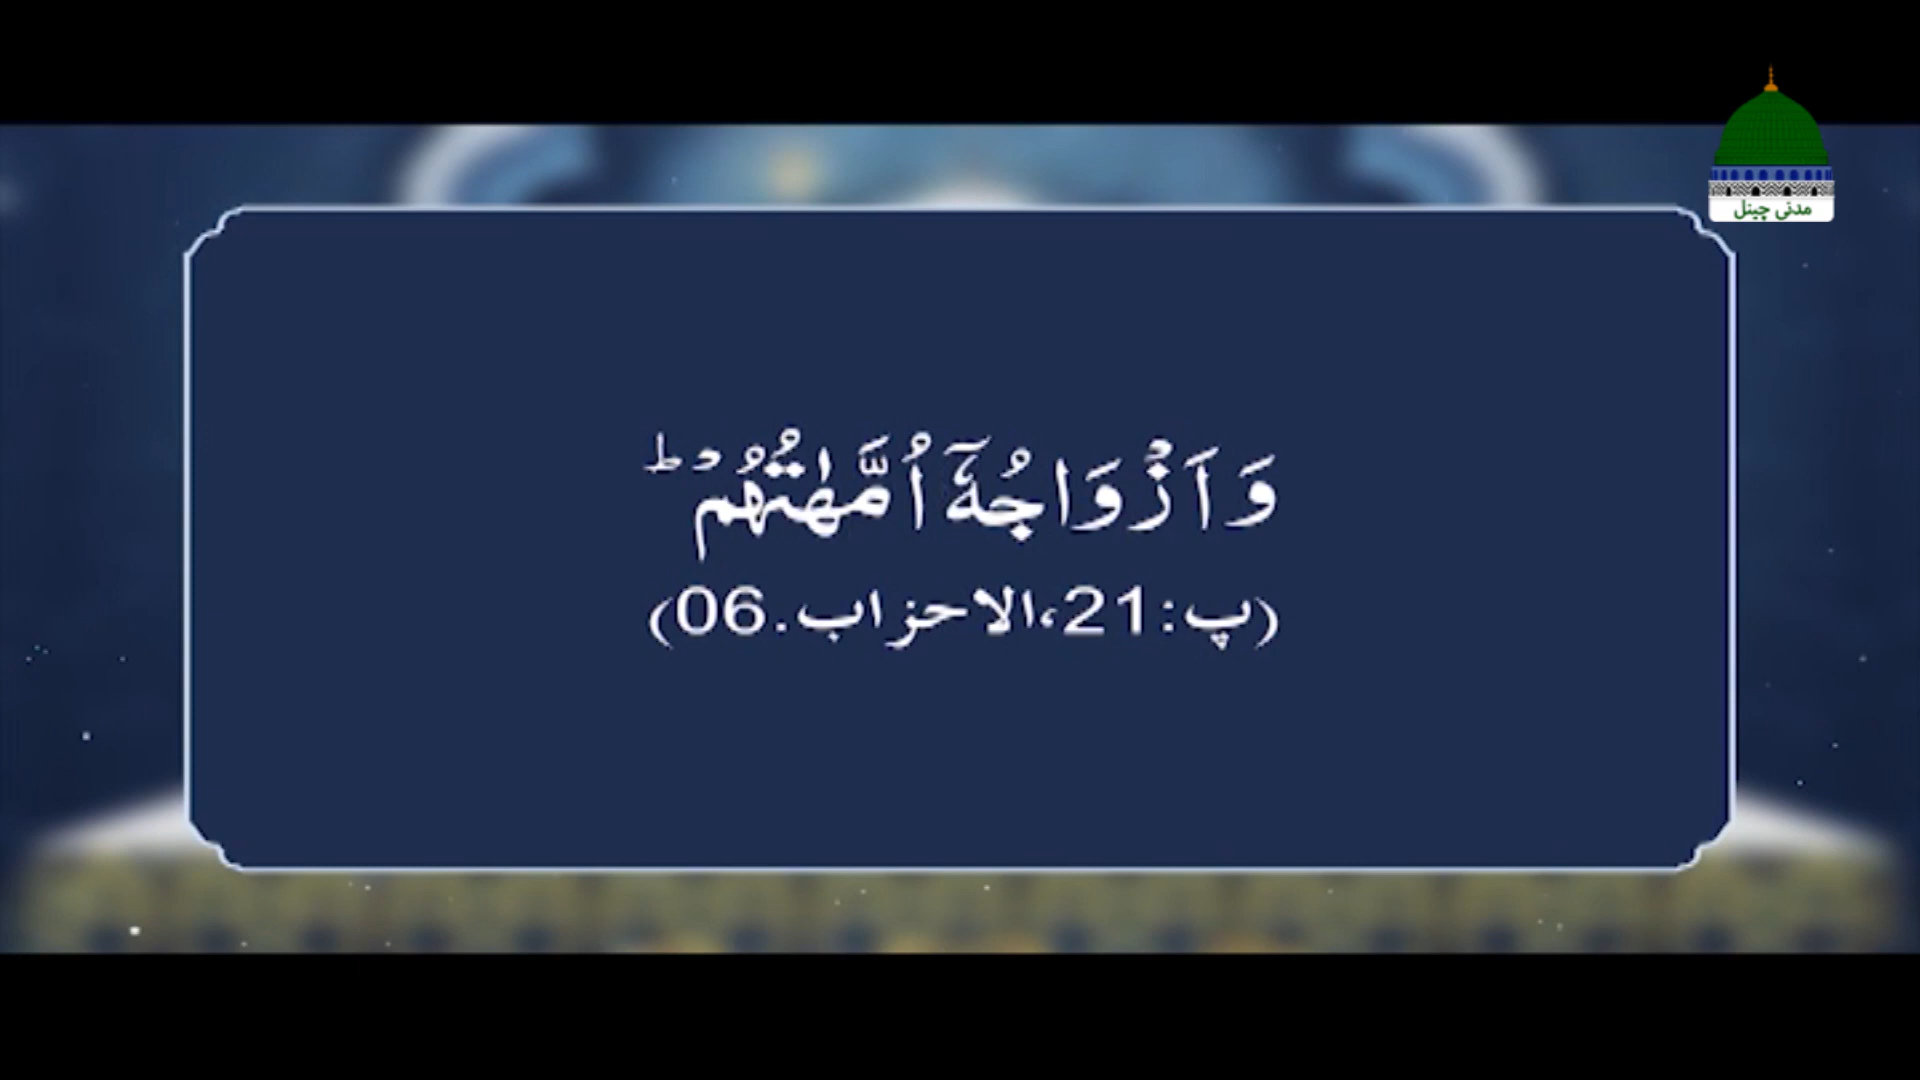 مدنی چینل
وَاَزْوَاجُهٗۤ اُمَّهٰتُهُمْؕ
(پ:21،الاحزاب.06)